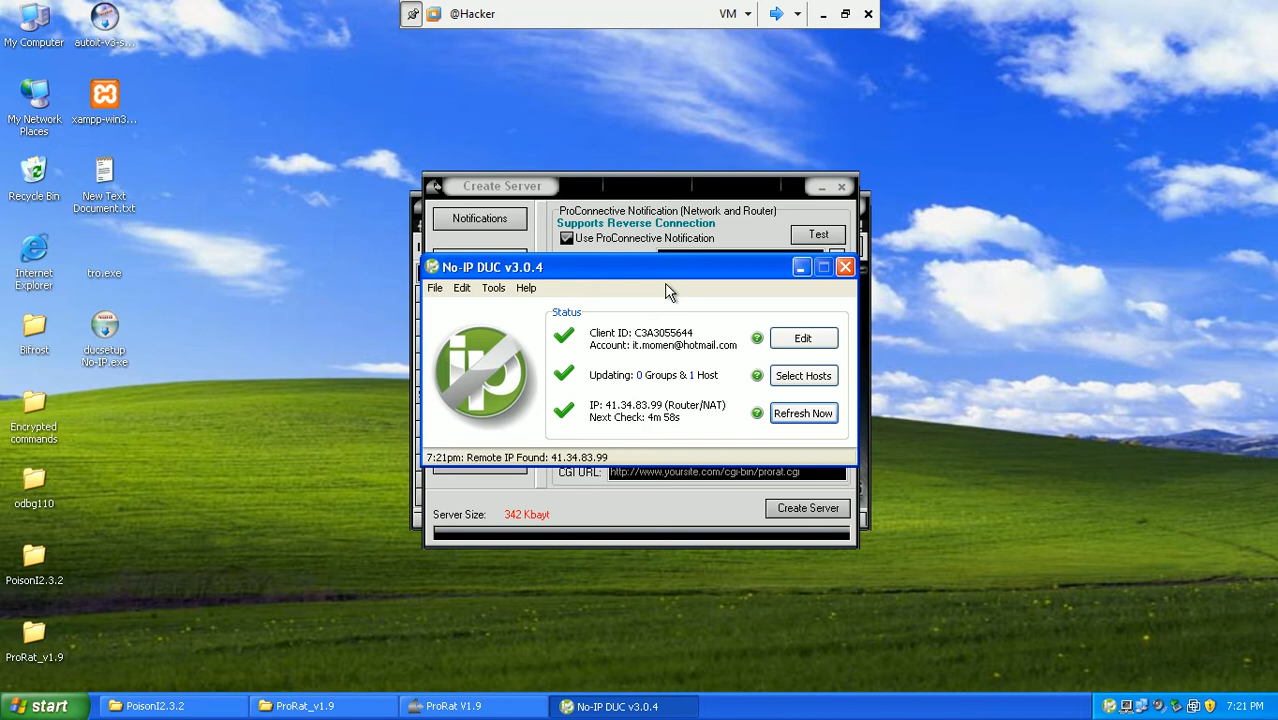 @Hacker
VM
My Computer
autoit-v3-s...
My Network
Places
xampp-win3...
Recycle Bin
New Text
Document.txt
Internet
Explorer
tro.exe
Bifrost
ducsetup
No-IP.exe
Encrypted
commands
odbg110
PoisonI2.3.2
ProRat_v1.9
Create Server
Notifications
ProConnective Notification (Network and Router)
Supports Reverse Connection
Use ProConnective Notification
Test
No-IP DUC v3.0.4
File Edit Tools Help
Status
ip
Client ID: C3A3055644
Account: it.momen@hotmail.com
Edit
Updating: 0 Groups & 1 Host
Select Hosts
IP: 41.34.83.99 (Router/NAT)
Next Check: 4m 58s
Refresh Now
7:21pm: Remote IP Found: 41.34.83.99
CGI URL: http://www.yoursite.com/cgi-bin/prorat.cgi
Server Size: 342 Kbayt
Create Server
start
PoisonI2.3.2
ProRat_v1.9
ProRat V1.9
No-IP DUC v3.0.4
7:21 PM